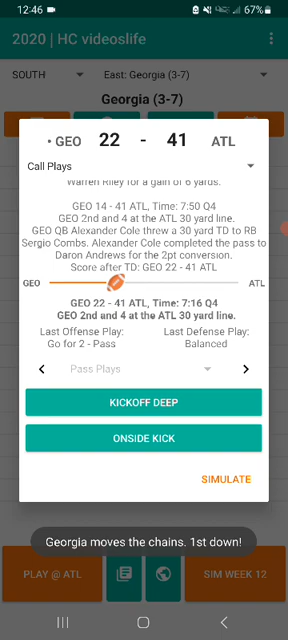 12:46
67%
2020 | HC videoslife
SOUTH
East: Georgia (3-7)
Georgia (3-7)
• GEO 22 - 41 ATL
Call Plays
Warren Riley for a gain of 6 yards.
GEO 14 - 41 ATL, Time: 7:50 Q4
GEO 2nd and 4 at the ATL 30 yard line.
GEO QB Alexander Cole threw a 30 yard TD to RB
Sergio Combs. Alexander Cole completed the pass to
Daron Andrews for the 2pt conversion.
Score after TD: GEO 22 - 41 ATL
GEO
ATL
GEO 22 - 41 ATL, Time: 7:16 Q4
GEO 2nd and 4 at the ATL 30 yard line.
Last Offense Play:
Go for 2 - Pass
Last Defense Play:
Balanced
Pass Plays
KICKOFF DEEP
ONSIDE KICK
SIMULATE
Georgia moves the chains. 1st down!
PLAY @ ATL
SIM WEEK 12